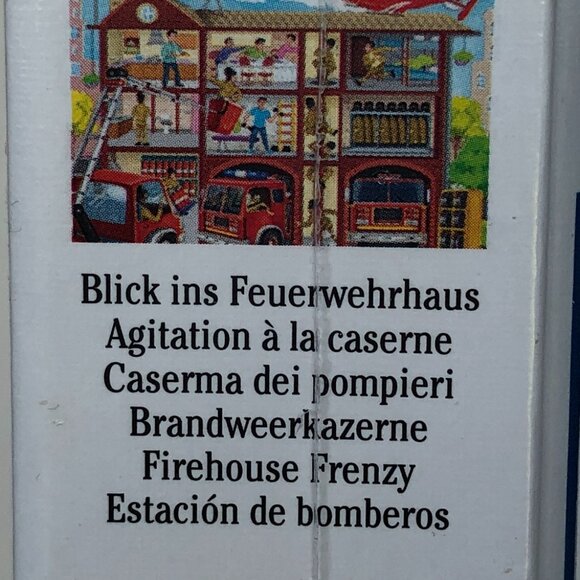 Blick ins Feuerwehrhaus
Agitation à la caserne
Caserma dei pompieri
Brandweerkazerne
Firehouse Frenzy
Estación de bomberos